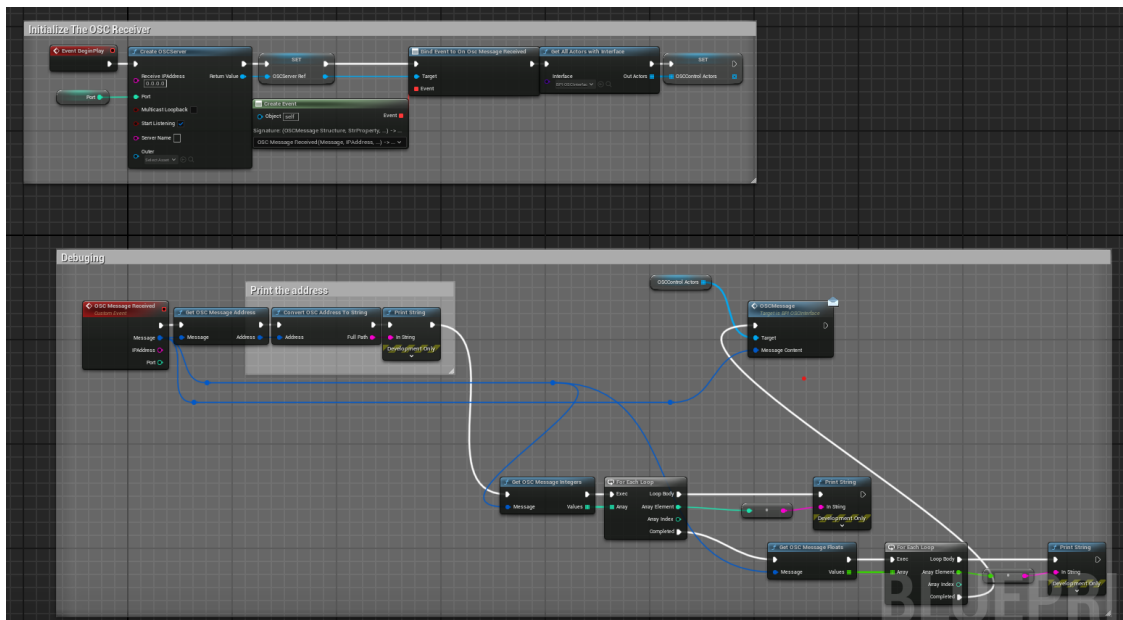 Initialize The OSC Receiver
Event BeginPlay
Create OSCServer
Receive IPAddress
Return Value
0.0.0.0
Port
Port
Multicast Loopback
Start Listening
Server Name
Outer
Select Asset
SET
OSCServer Ref
Bind Event to On Osc Message Received
Target
Event
Get All Actors with Interface
Interface
Out Actors
SET
OSCControl Actors
Create Event
Object self
Event
Signature: (OSCMessage Structure, StrProperty, ...) -> ...
OSC Message Received(Message, IPAddress, ...) -> ...
Debuging
Print the address
OSC Message Received
Custom Event
Message
IPAddress
Port
Get OSC Message Address
Message
Address
Convert OSC Address To String
Address
Full Path
Print String
In String
Development Only
OSCControl Actors
OSCMessage
Target is BPI OSCInterface
Target
Message Content
Get OSC Message Integers
Message
Values
For Each Loop
Exec
Loop Body
Array
Array Element
Array Index
Completed
Print String
In String
Development Only
Get OSC Message Floats
Message
Values
For Each Loop
Exec
Loop Body
Array
Array Element
Array Index
Completed
Print String
In String
Development Only
BLUEPRI